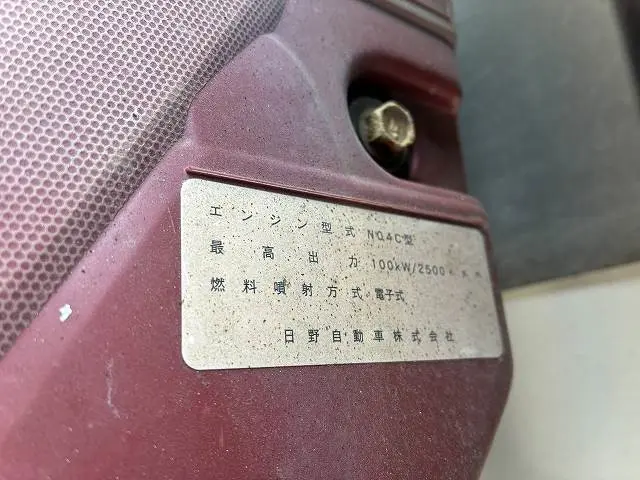 エンジン型式 NO4C型
最高出力 100kW/2500
燃料噴射方式 電子式
日野自動車株式会社